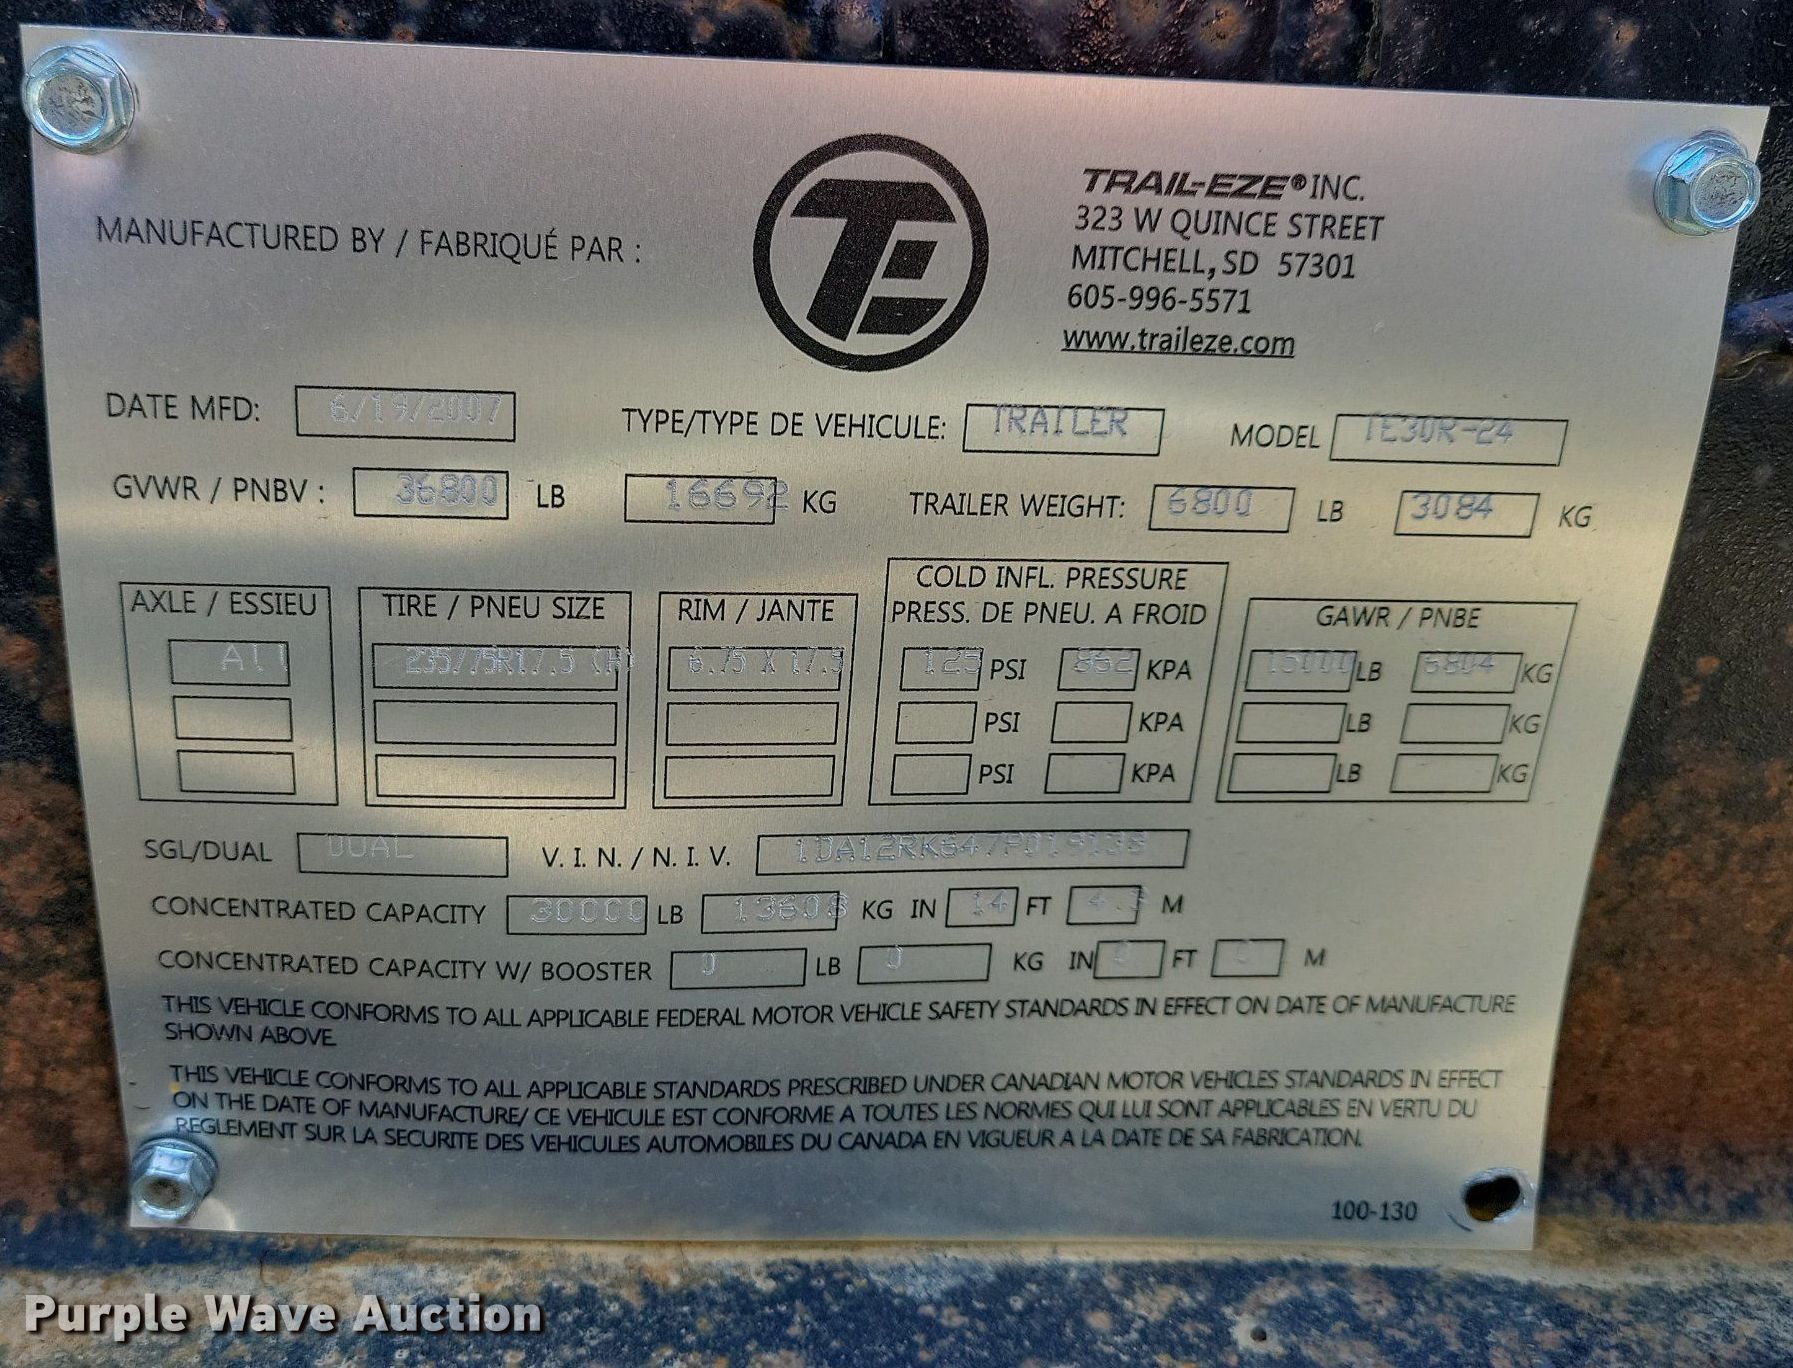 TRAIL-EZE® INC.
323 W QUINCE STREET
MITCHELL, SD 57301
605-996-5571
www.traileze.com
MANUFACTURED BY / FABRIQUÉ PAR :
TE
DATE MFD: 6/19/2007 TYPE/TYPE DE VEHICULE: TRAILER MODEL TE30R-24
GVWR / PNBV : 36800 LB 16692 KG TRAILER WEIGHT: 6800 LB 3084 KG
AXLE / ESSIEU TIRE / PNEU SIZE RIM / JANTE COLD INFL. PRESSURE PRESS. DE PNEU. A FROID GAWR / PNBE
All 235/75R17.5 (H) 6.75 X 17.5 125 PSI 862 KPA 15000 LB 6804 KG
PSI KPA LB KG
PSI KPA LB KG
SGL/DUAL DUAL V. I. N. / N. I. V.
CONCENTRATED CAPACITY 30000 LB 13608 KG IN 14 FT 4.3 M
CONCENTRATED CAPACITY W/ BOOSTER 0 LB 0 KG IN 0 FT 0 M
THIS VEHICLE CONFORMS TO ALL APPLICABLE FEDERAL MOTOR VEHICLE SAFETY STANDARDS IN EFFECT ON DATE OF MANUFACTURE
SHOWN ABOVE.
THIS VEHICLE CONFORMS TO ALL APPLICABLE STANDARDS PRESCRIBED UNDER CANADIAN MOTOR VEHICLES STANDARDS IN EFFECT
ON THE DATE OF MANUFACTURE/ CE VEHICULE EST CONFORME A TOUTES LES NORMES QUI LUI SONT APPLICABLES EN VERTU DU
REGLEMENT SUR LA SECURITE DES VEHICULES AUTOMOBILES DU CANADA EN VIGUEUR A LA DATE DE SA FABRICATION.
100-130
Purple Wave Auction